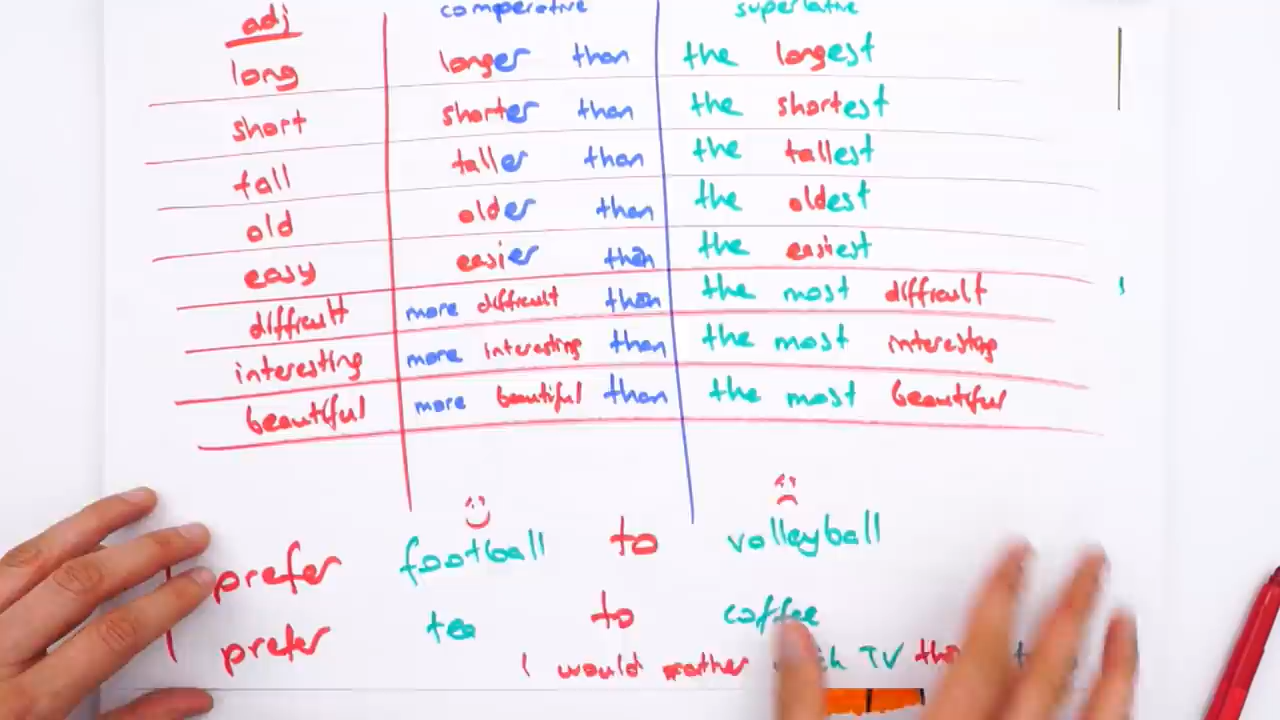 adj comperative superlative
long longer than the longest
short shorter than the shortest
tall taller than the tallest
old older than the oldest
easy easier than the easiest
difficult more difficult than the most difficult
interesting more interesting than the most
beautiful more beautiful than the most beautiful
I prefer football to volleyball
I prefer tea to coffee
I would rather TV